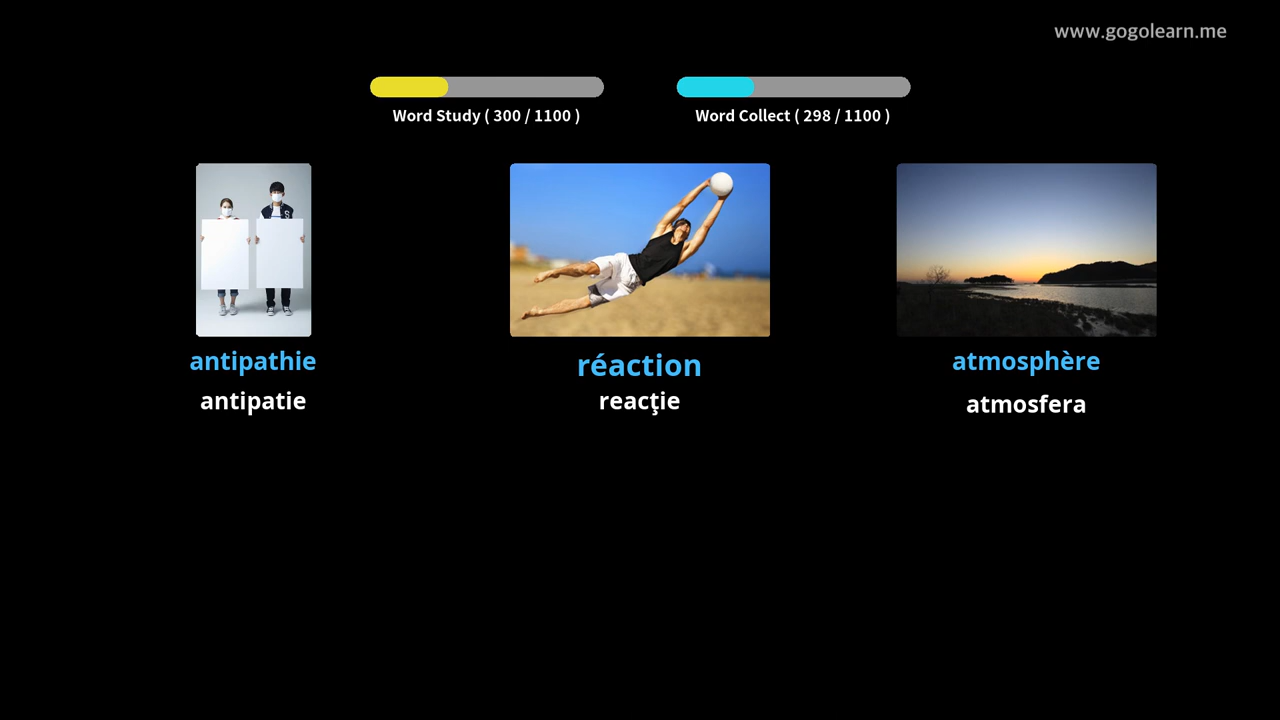 www.gogolearn.me
Word Study ( 300 / 1100 )
Word Collect ( 298 / 1100 )
antipathie
antipatie
réaction
reacţie
atmosphère
atmosfera